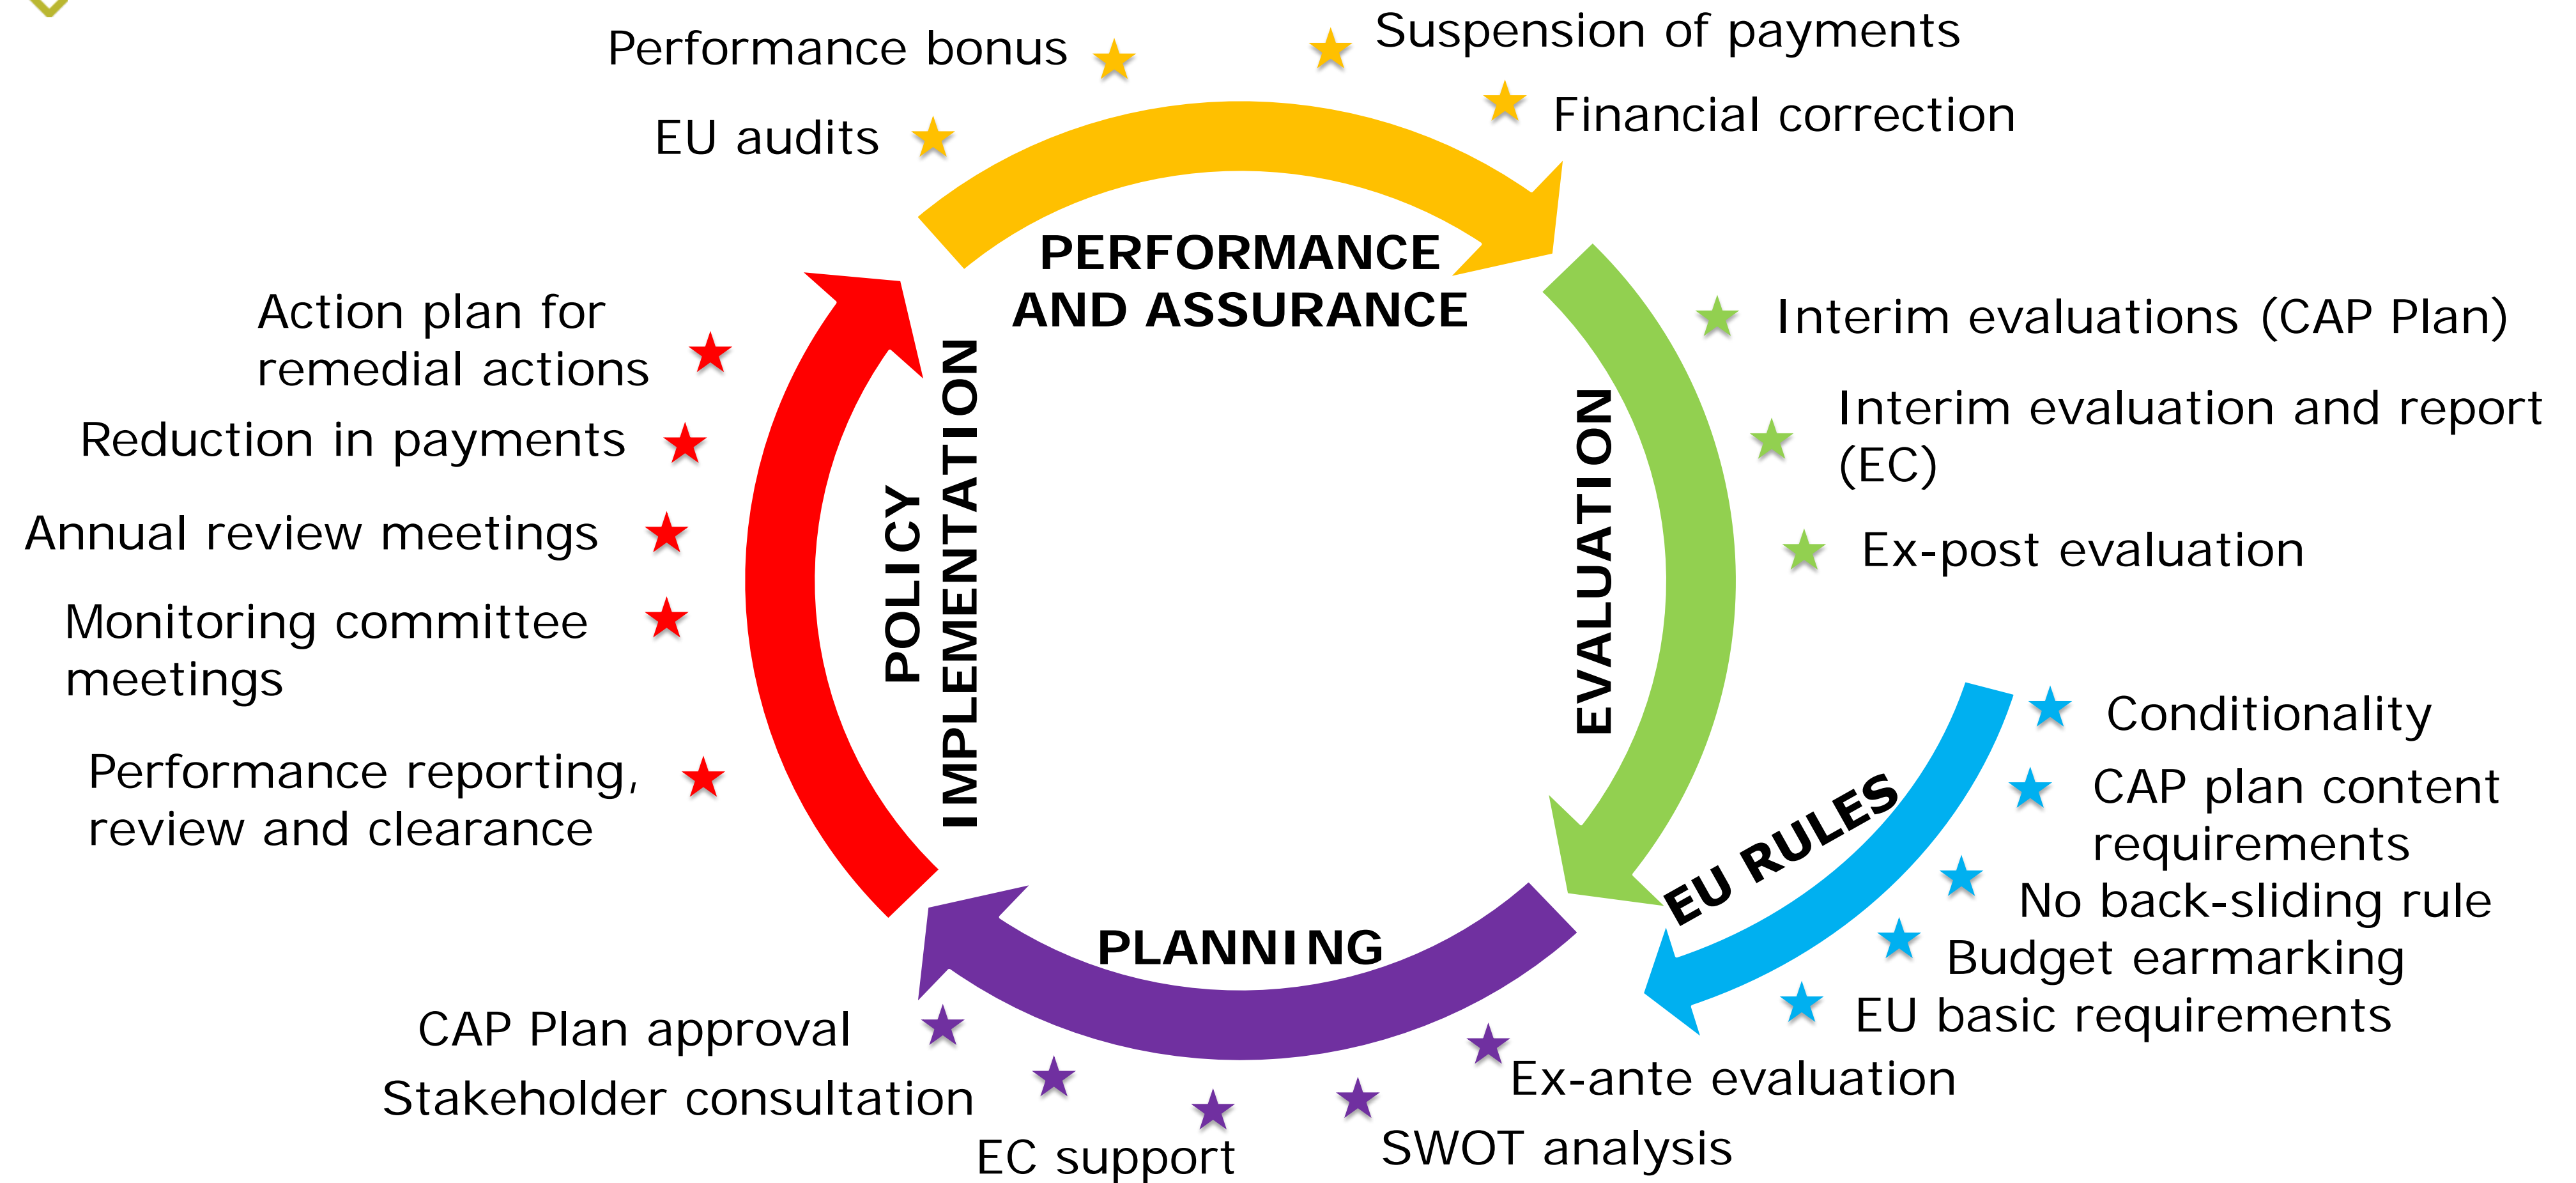 Performance bonus
Suspension of payments
EU audits
Financial correction
PERFORMANCE
AND ASSURANCE
Action plan for
remedial actions
Reduction in payments
Annual review meetings
Monitoring committee
meetings
Performance reporting,
review and clearance
POLICY
IMPLEMENTATION
EVALUATION
Interim evaluations (CAP Plan)
Interim evaluation and report
(EC)
Ex-post evaluation
EU RULES
Conditionality
CAP plan content
requirements
No back-sliding rule
Budget earmarking
EU basic requirements
PLANNING
CAP Plan approval
Stakeholder consultation
EC support
SWOT analysis
Ex-ante evaluation